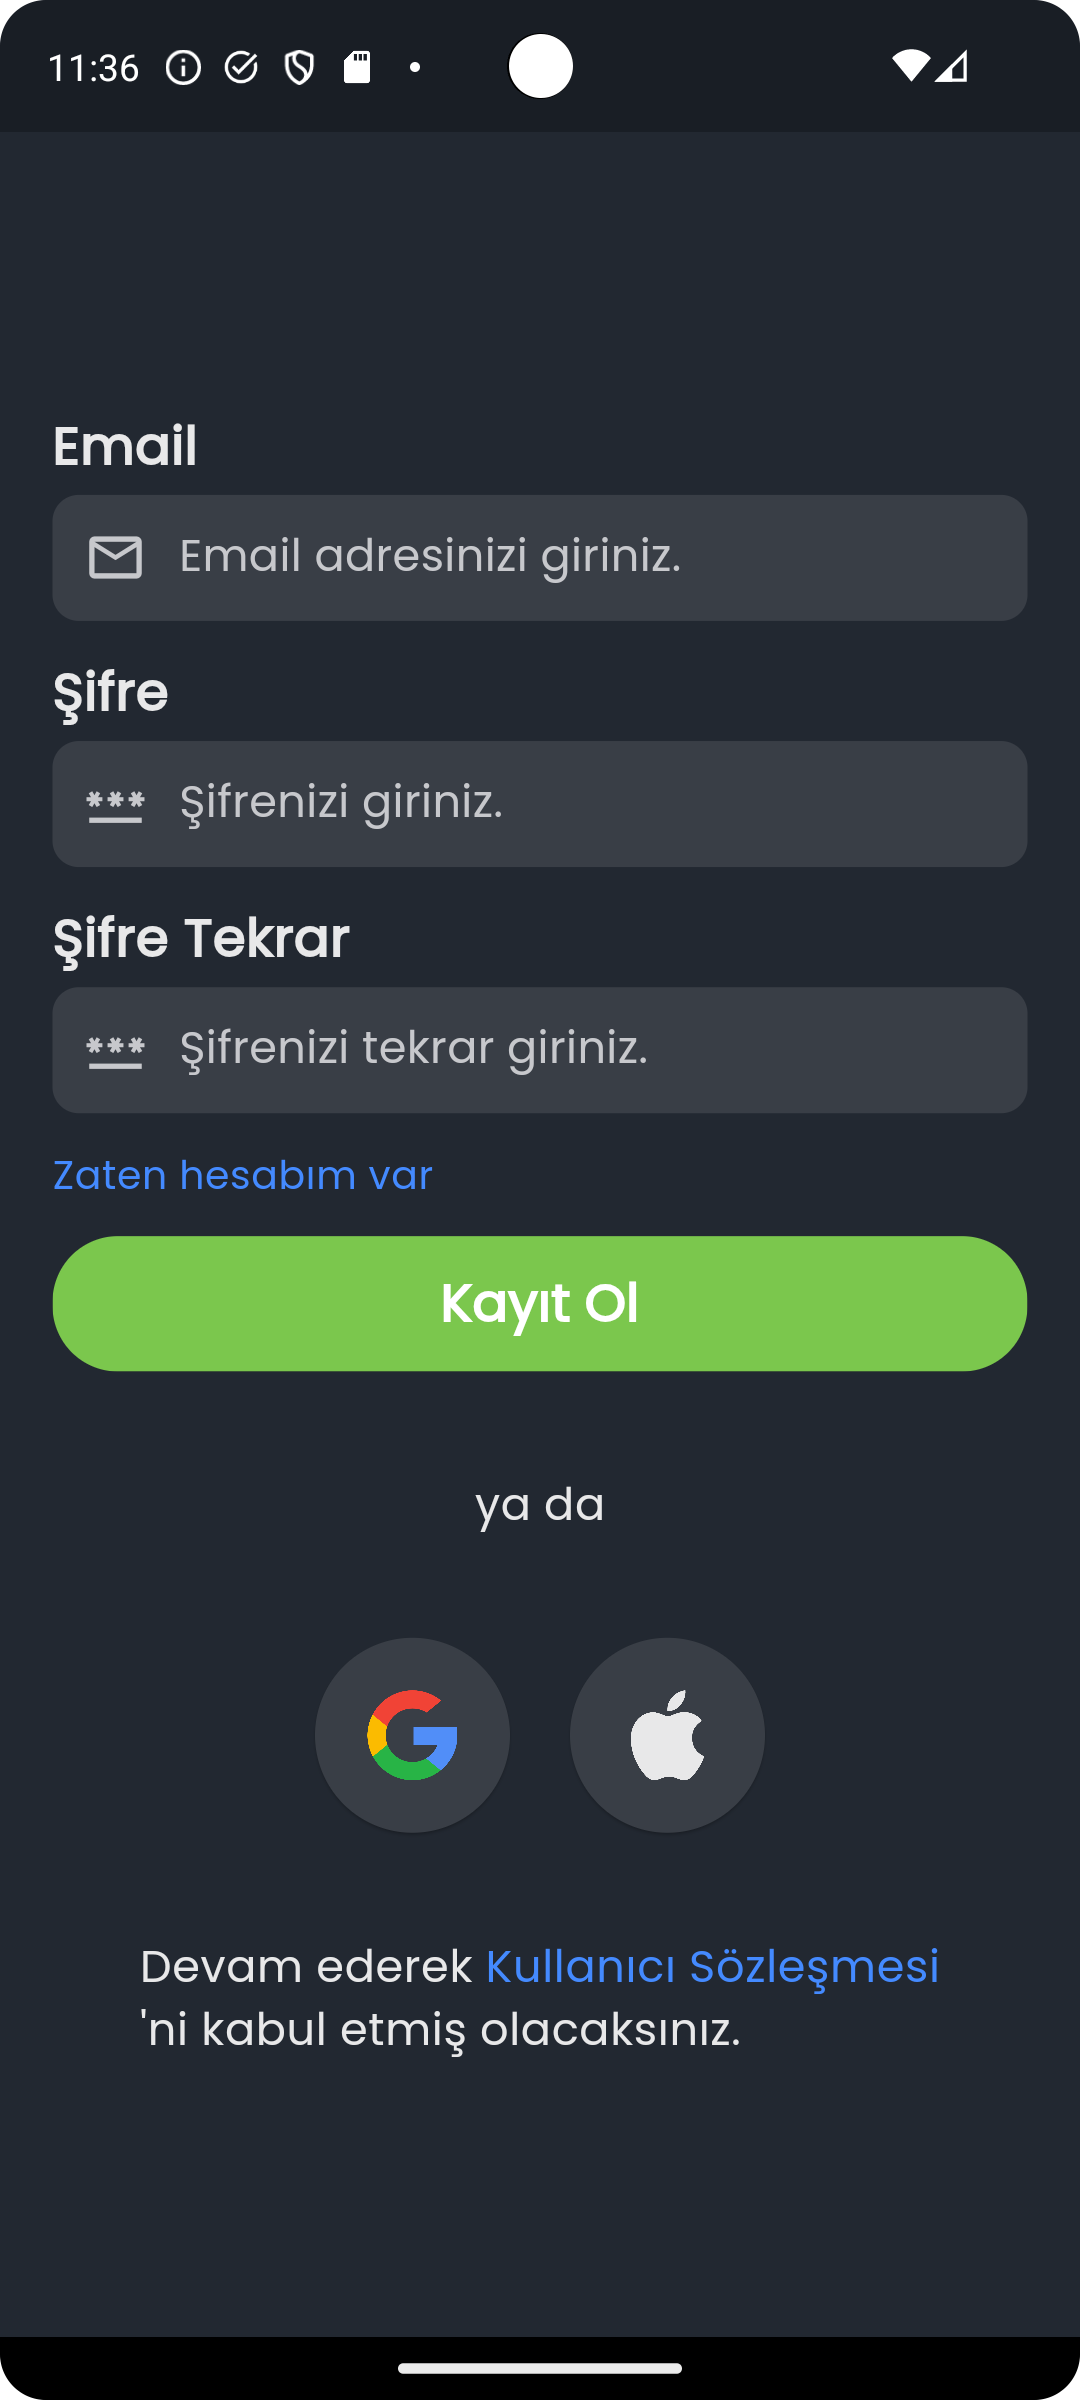 11:36
Email
Email adresinizi giriniz.
Şifre
Şifrenizi giriniz.
Şifre Tekrar
Şifrenizi tekrar giriniz.
Zaten hesabım var
Kayıt Ol
ya da
Devam ederek Kullanıcı Sözleşmesi
'ni kabul etmiş olacaksınız.